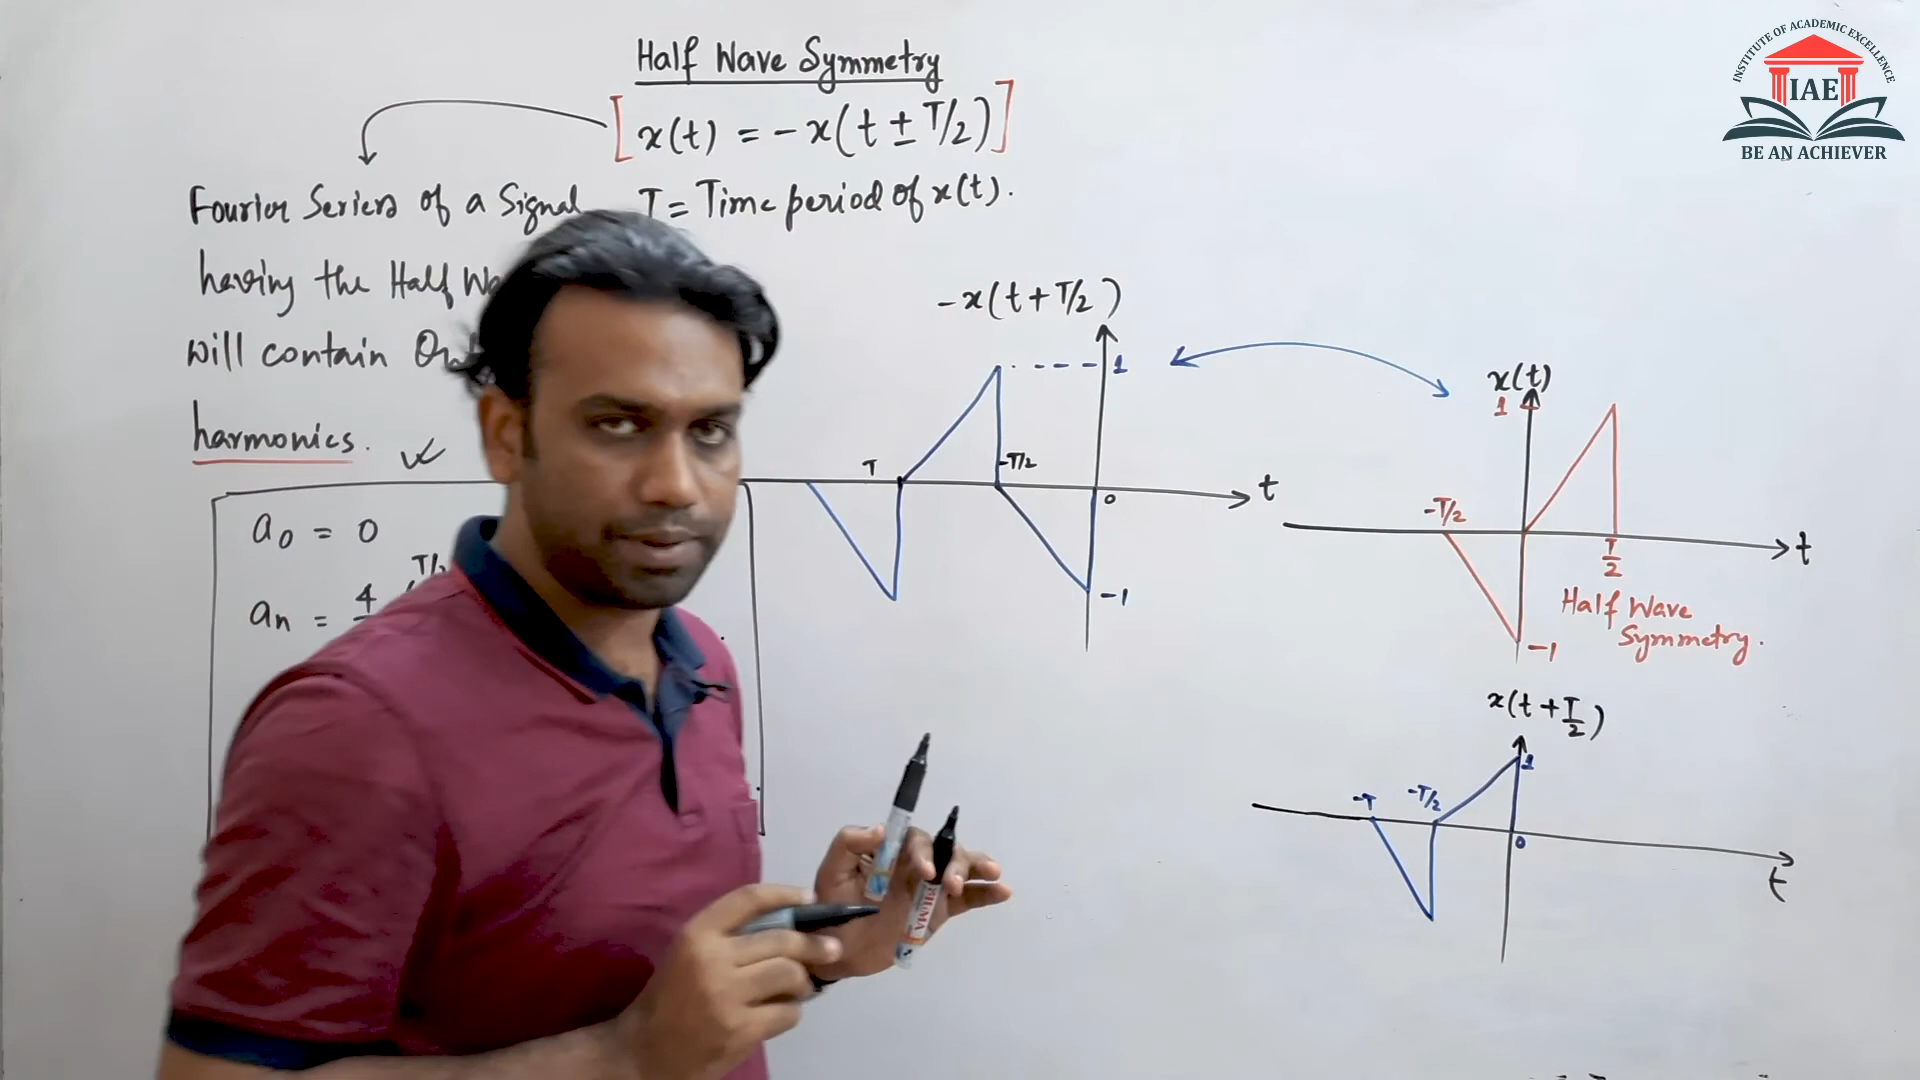 Half Wave Symmetry
[x(t) = -x(t ± T/2)]
Fourier Series of a Signal
T = Time period of x(t).
having the Half
will contain
harmonics.
a0 = 0
an = 4
T/2
-x(t+T/2)
1
T
-T/2
0
t
-1
x(t)
1
-T/2
T/2
t
-1
Half Wave
Symmetry.
x(t+T/2)
1
-T
-T/2
0
t
INSTITUTE OF ACADEMIC EXCELLENCE
IAE
BE AN ACHIEVER